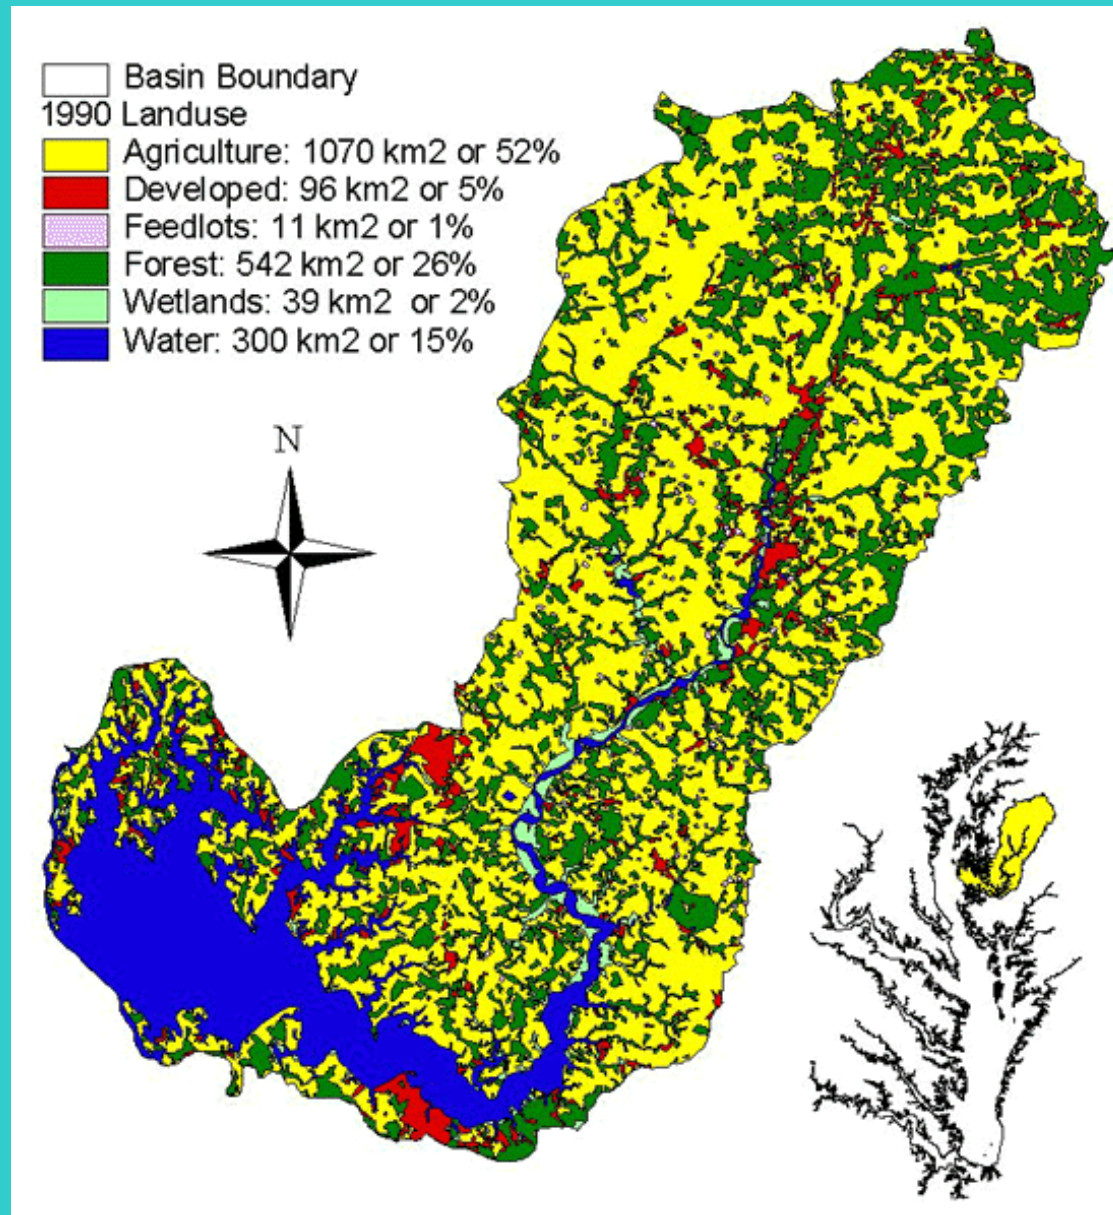 Basin Boundary
1990 Landuse
Agriculture: 1070 km2 or 52%
Developed: 96 km2 or 5%
Feedlots: 11 km2 or 1%
Forest: 542 km2 or 26%
Wetlands: 39 km2 or 2%
Water: 300 km2 or 15%
N